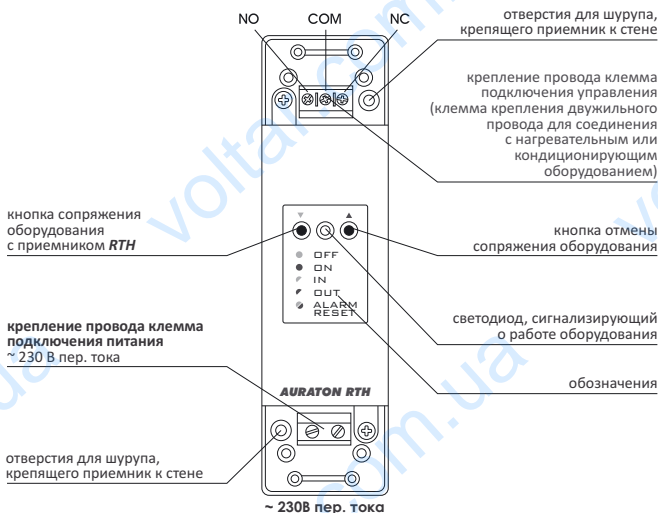 NO COM NC
отверстия для шурупа,
крепящего приемник к стене
крепление провода клемма
подключения управления
(клемма крепления двужильного
провода для соединения
с нагревательным или
кондиционирующим
оборудованием)
кнопка сопряжения
оборудования
с приемником RTH
кнопка отмены
сопряжения оборудования
OFF
ON
IN
OUT
ALARM
RESET
крепление провода клемма
подключения питания
~ 230 В пер. тока
светодиод, сигнализирующий
о работе оборудования
обозначения
AURATON RTH
отверстия для шурупа,
крепящего приемник к стене
~ 230В пер. тока
voltar.com.ua